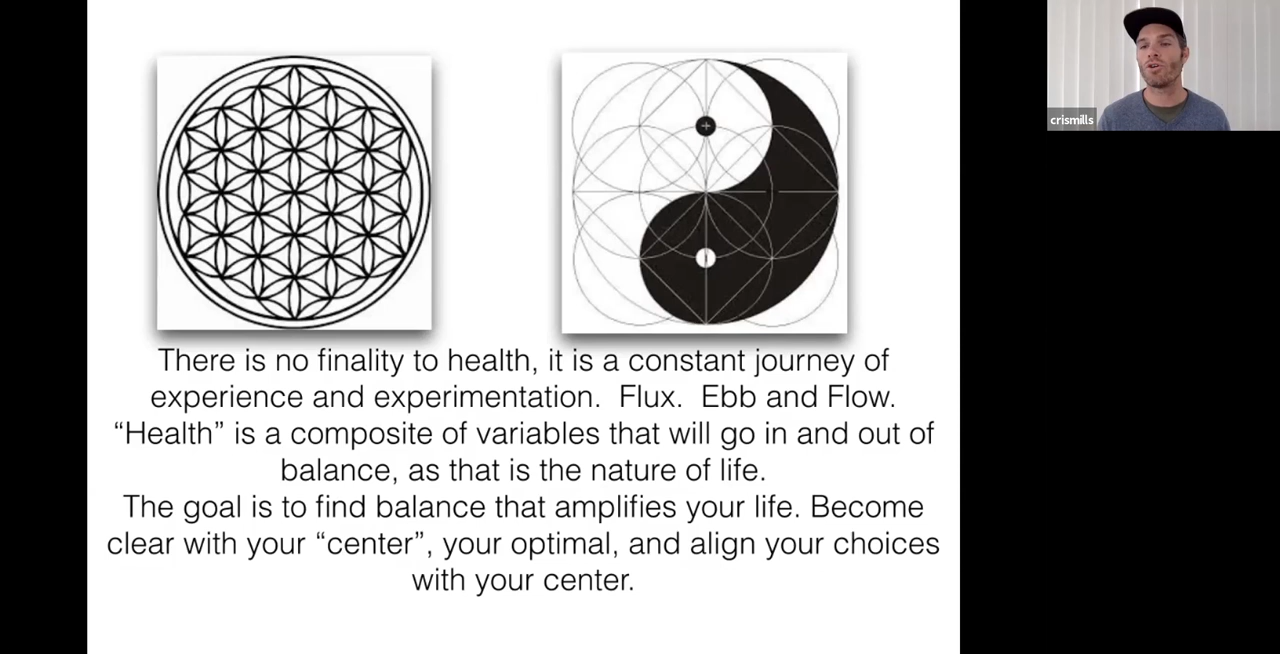 crismills
There is no finality to health, it is a constant journey of
experience and experimentation.  Flux.  Ebb and Flow.
“Health” is a composite of variables that will go in and out of
balance, as that is the nature of life.
The goal is to find balance that amplifies your life. Become
clear with your “center”, your optimal, and align your choices
with your center.